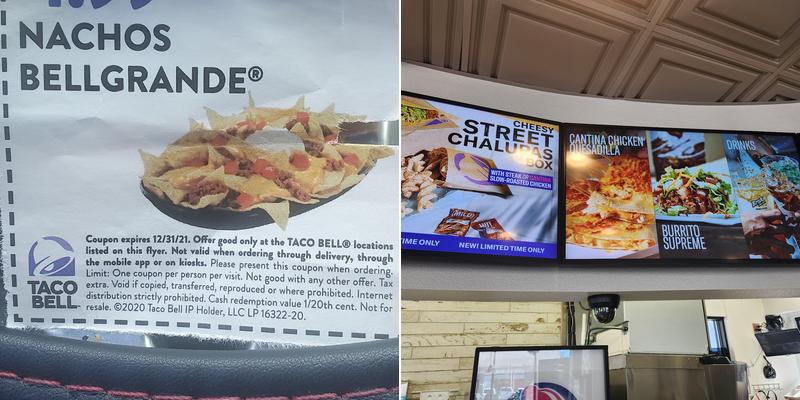 NACHOS
BELLGRANDE®
Coupon expires 12/31/21. Offer good only at the TACO BELL® locations
listed on this flyer. Not valid when ordering through delivery, through
the mobile app or on kiosks. Please present this coupon when ordering.
Limit: One coupon per person per visit. Not good with any other offer. Tax
extra. Void if copied, transferred, reproduced or where prohibited. Internet
distribution strictly prohibited. Cash redemption value 1/20th cent. Not for
resale. ©2020 Taco Bell IP Holder, LLC LP 16322-20.
TACO
BELL
CHEESY
STREET
CHALUPAS
BOX
WITH STEAK OR CANTINA
SLOW-ROASTED CHICKEN
MILD
TIME ONLY
NEW! LIMITED TIME ONLY
CANTINA CHICKEN
QUESADILLA
BURRITO
SUPREME
DRINKS